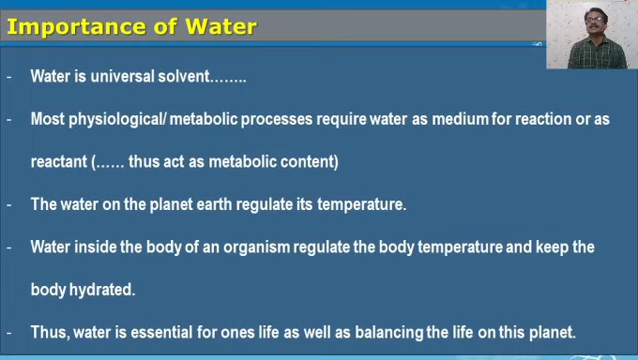 Importance of Water
- Water is universal solvent……..
- Most physiological/ metabolic processes require water as medium for reaction or as
reactant (…… thus act as metabolic content)
- The water on the planet earth regulate its temperature.
- Water inside the body of an organism regulate the body temperature and keep the
body hydrated.
- Thus, water is essential for ones life as well as balancing the life on this planet.